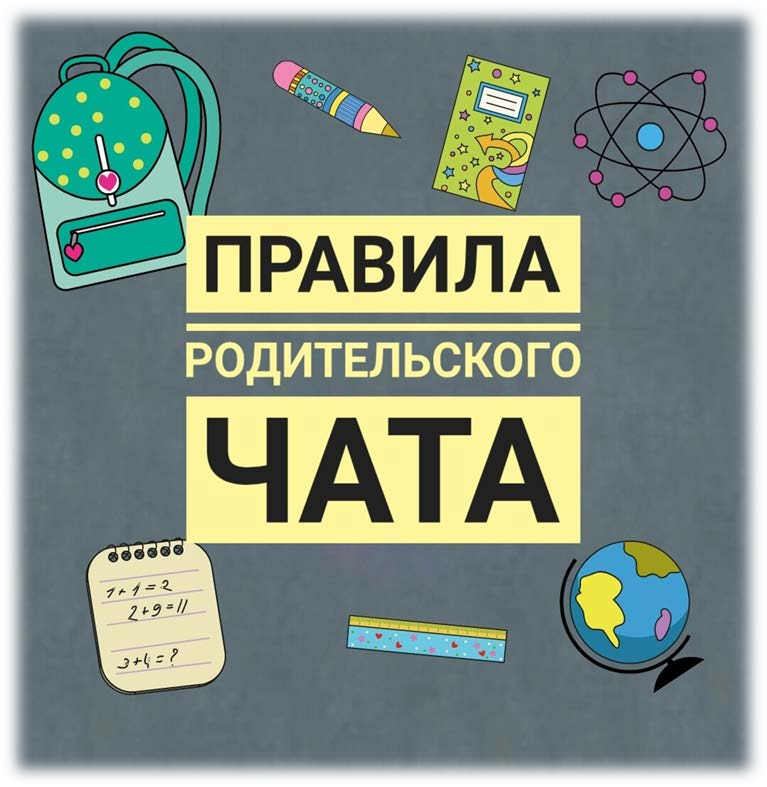 ПРАВИЛА
РОДИТЕЛЬСКОГО
ЧАТА
1+1=2
2+9=11
3+4=?